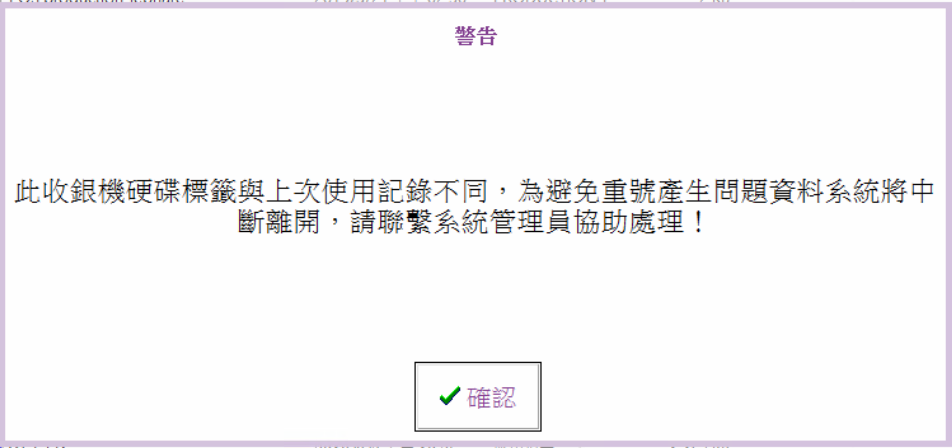 警告
此收銀機硬碟標籤與上次使用記錄不同，為避免重號產生問題資料系統將中
斷離開，請聯繫系統管理員協助處理！
確認